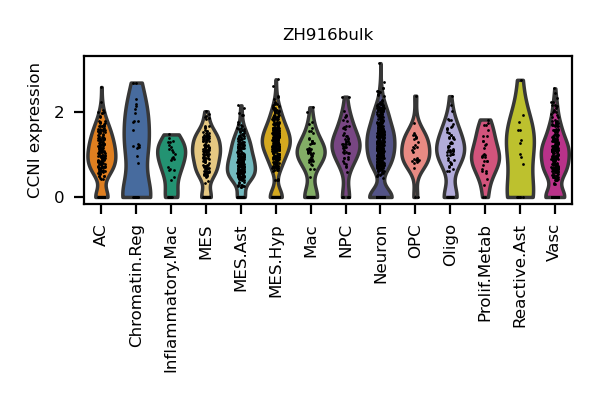 ZH916bulk
CCNI expression
2
0
AC
Chromatin.Reg
Inflammatory.Mac
MES
MES.Ast
MES.Hyp
Mac
NPC
Neuron
OPC
Oligo
Prolif.Metab
Reactive.Ast
Vasc